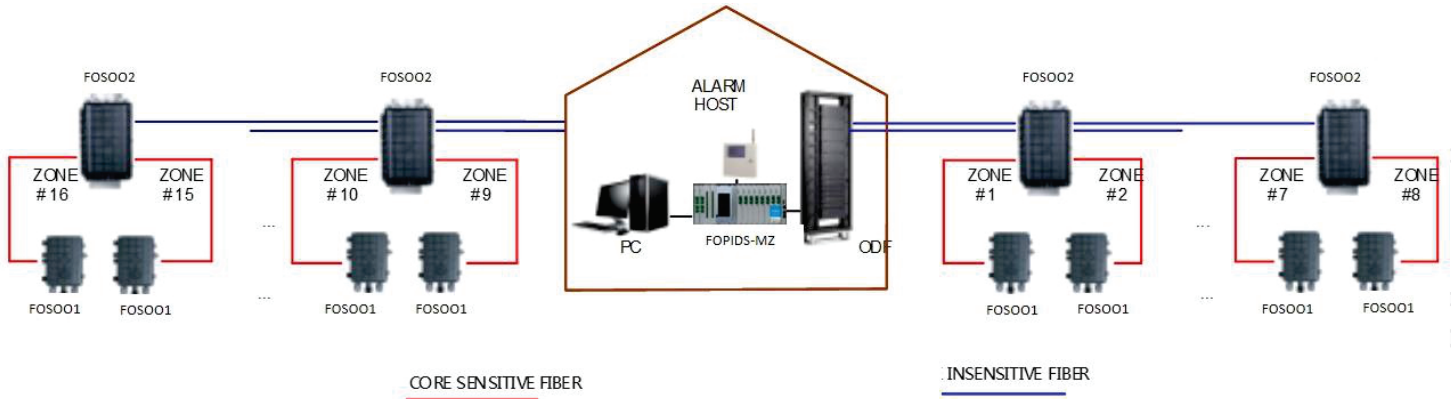 FOSOO2
FOSOO2
ALARM
HOST
FOSOO2
FOSOO2
ZONE
#16
ZONE
#15
ZONE
#10
ZONE
#9
ZONE
#1
ZONE
#2
ZONE
#7
ZONE
#8
...
...
PC
FOPIDS-MZ
ODF
...
...
FOSOO1
FOSOO1
FOSOO1
FOSOO1
FOSOO1
FOSOO1
FOSOO1
FOSOO1
CORE SENSITIVE FIBER
INSENSITIVE FIBER